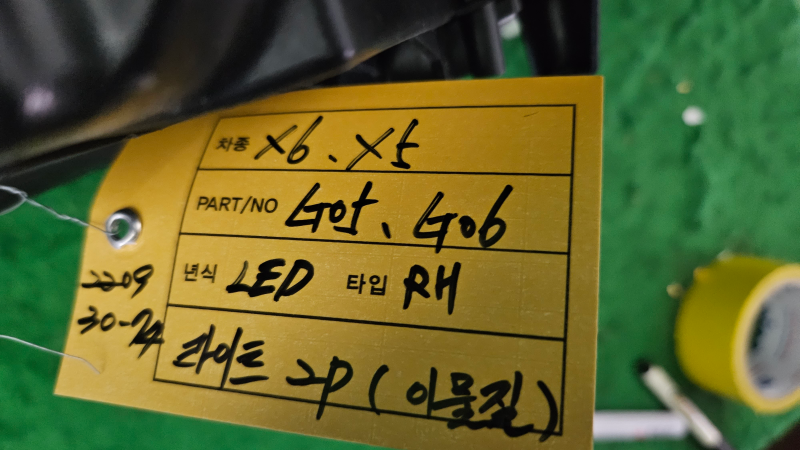 차종 X6. X5
PART/NO G05, G06
년식 LED 타입 RH
라이트 2P (이물질)
2209
30-24